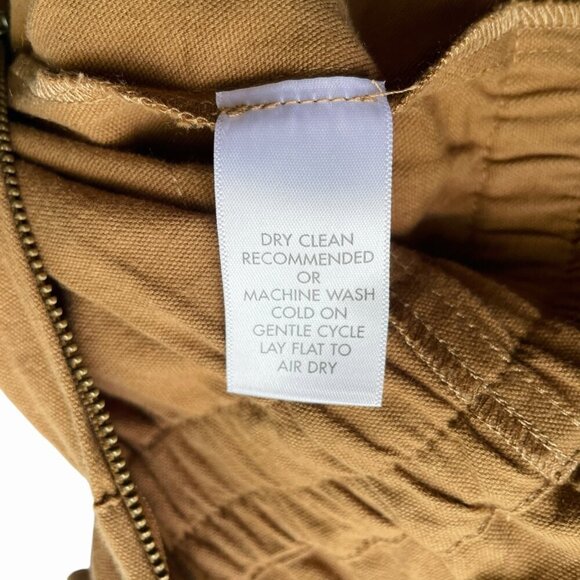 DRY CLEAN
RECOMMENDED
OR
MACHINE WASH
COLD ON
GENTLE CYCLE
LAY FLAT TO
AIR DRY